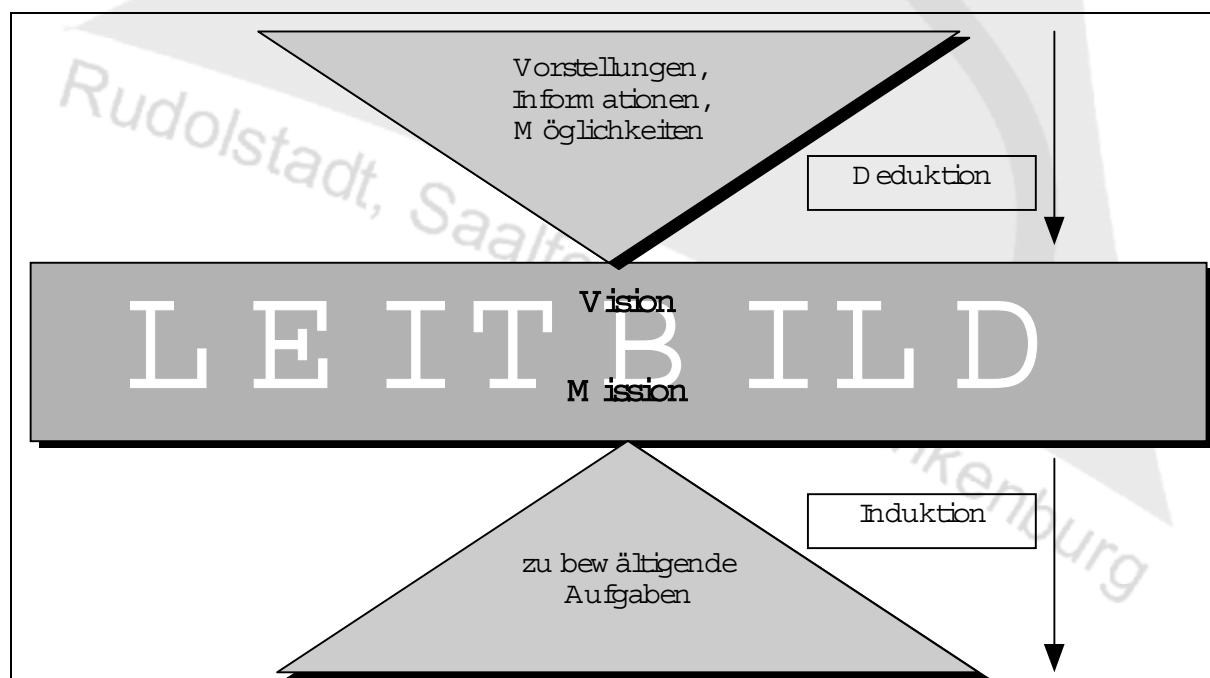 Vorstellungen,
Informationen,
Möglichkeiten
Rudolstadt, Saalfe
Deduktion
Vision
LEITBILD
Mission
nkenburg
Induktion
zu bewältigende
Aufgaben